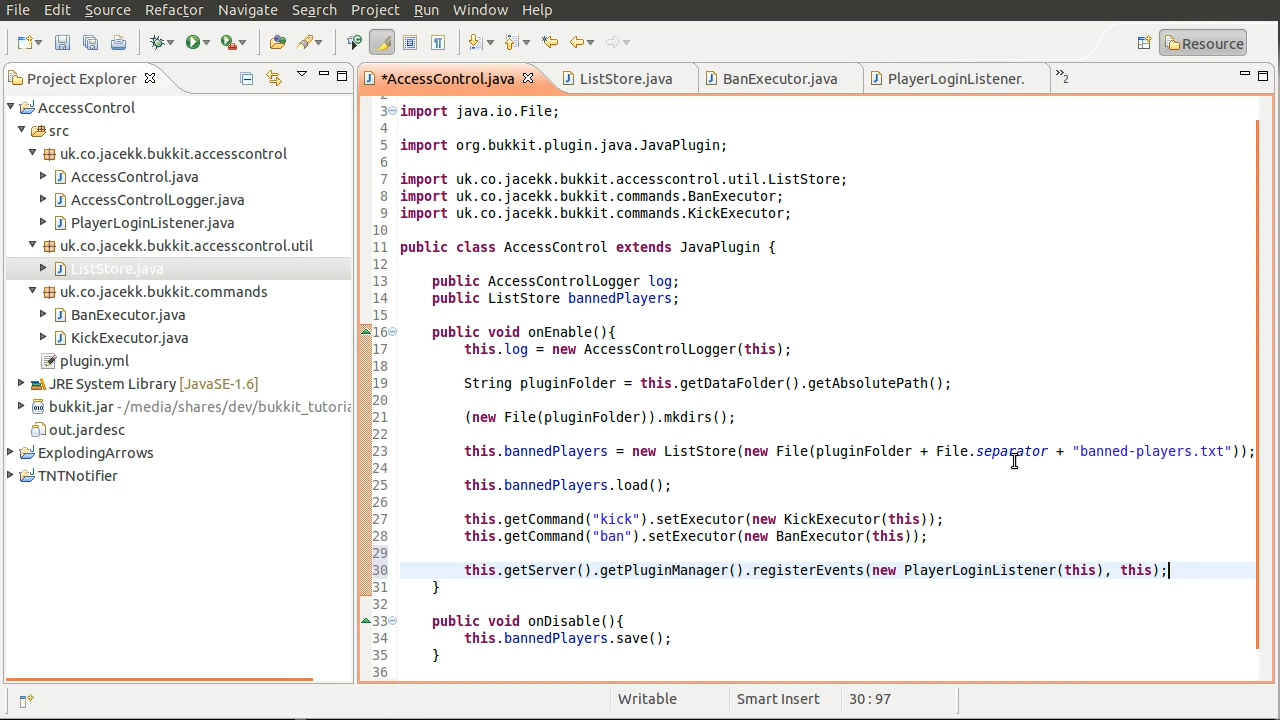 File Edit Source Refactor Navigate Search Project Run Window Help
Resource
Project Explorer
*AccessControl.java ListStore.java BanExecutor.java PlayerLoginListener. »2
AccessControl
src
uk.co.jacekk.bukkit.accesscontrol
AccessControl.java
AccessControlLogger.java
PlayerLoginListener.java
uk.co.jacekk.bukkit.accesscontrol.util
ListStore.java
uk.co.jacekk.bukkit.commands
BanExecutor.java
KickExecutor.java
plugin.yml
JRE System Library [JavaSE-1.6]
bukkit.jar - /media/shares/dev/bukkit_tutoria
out.jardesc
ExplodingArrows
TNTNotifier
3 import java.io.File;
4
5 import org.bukkit.plugin.java.JavaPlugin;
6
7 import uk.co.jacekk.bukkit.accesscontrol.util.ListStore;
8 import uk.co.jacekk.bukkit.commands.BanExecutor;
9 import uk.co.jacekk.bukkit.commands.KickExecutor;
10
11 public class AccessControl extends JavaPlugin {
12
13 public AccessControlLogger log;
14 public ListStore bannedPlayers;
15
16 public void onEnable(){
17 this.log = new AccessControlLogger(this);
18
19 String pluginFolder = this.getDataFolder().getAbsolutePath();
20
21 (new File(pluginFolder)).mkdirs();
22
23 this.bannedPlayers = new ListStore(new File(pluginFolder + File.separator + "banned-players.txt"));
24
25 this.bannedPlayers.load();
26
27 this.getCommand("kick").setExecutor(new KickExecutor(this));
28 this.getCommand("ban").setExecutor(new BanExecutor(this));
29
30 this.getServer().getPluginManager().registerEvents(new PlayerLoginListener(this), this);
31 }
32
33 public void onDisable(){
34 this.bannedPlayers.save();
35 }
36
Writable Smart Insert 30 : 97